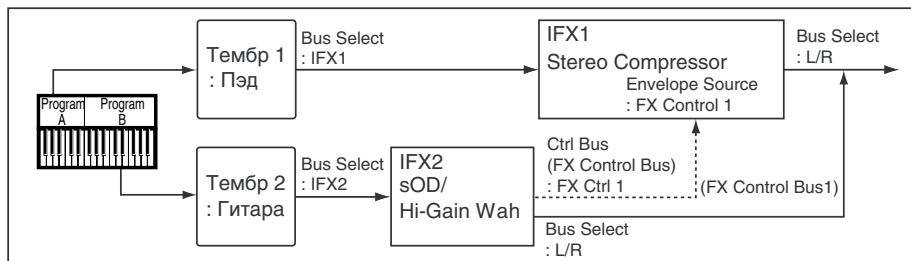 Program
A
Program
B
Тембр 1
: Пэд
Bus Select
: IFX1
IFX1
Stereo Compressor
Envelope Source
: FX Control 1
Bus Select
: L/R
Тембр 2
: Гитара
Bus Select
: IFX2
IFX2
sOD/
Hi-Gain Wah
Ctrl Bus
(FX Control Bus)
: FX Ctrl 1
(FX Control Bus1)
Bus Select
: L/R